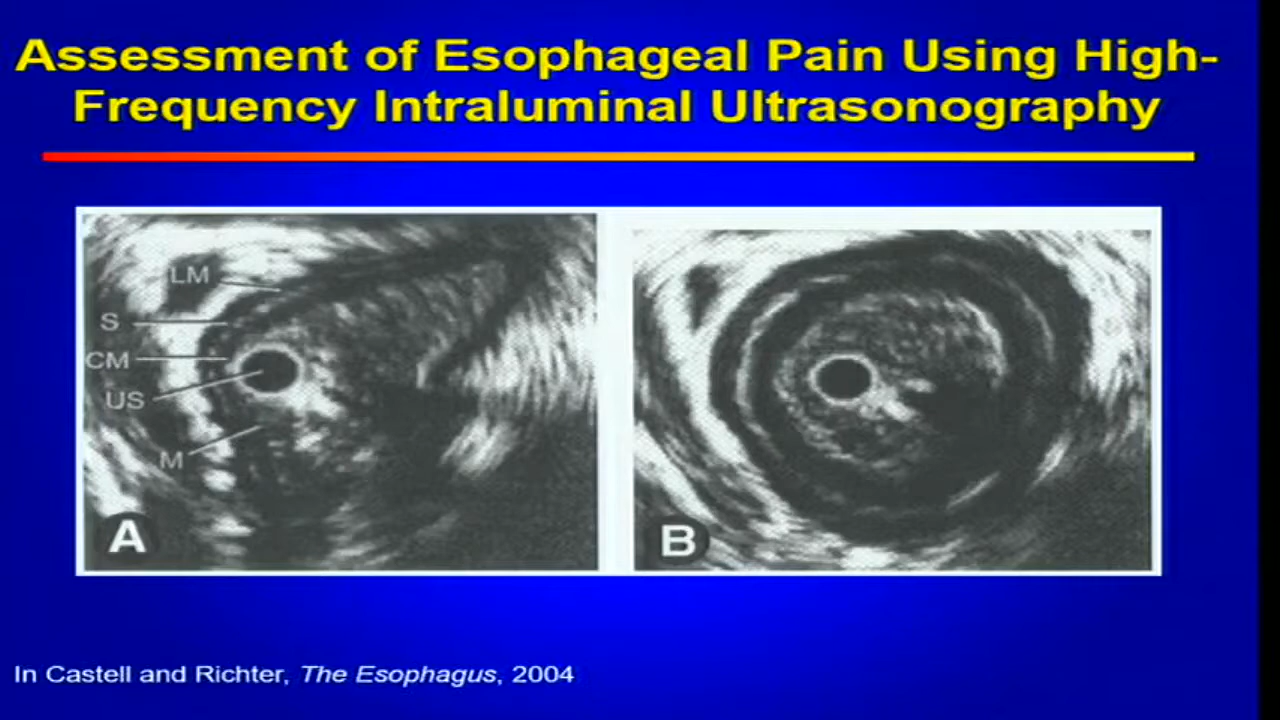 Assessment of Esophageal Pain Using High-
Frequency Intraluminal Ultrasonography
LM
S
CM
US
M
A
B
In Castell and Richter, The Esophagus, 2004